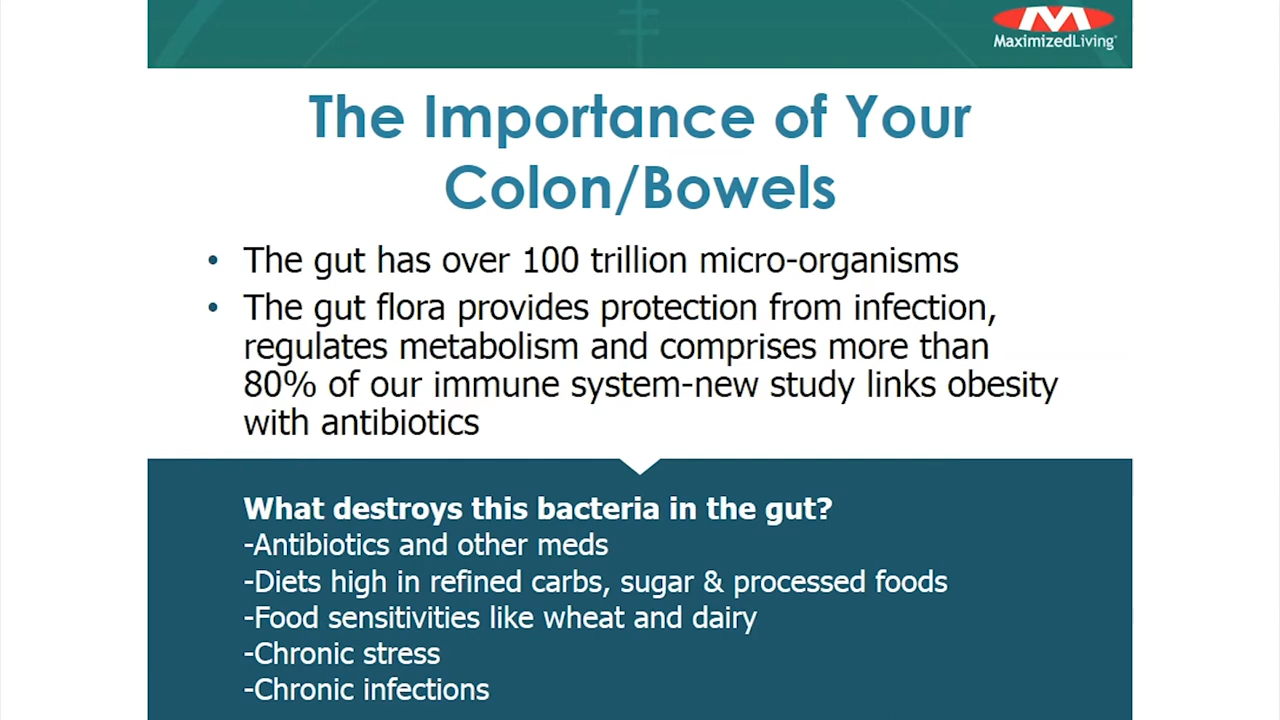 MaximizedLiving
The Importance of Your
Colon/Bowels
• The gut has over 100 trillion micro-organisms
• The gut flora provides protection from infection,
regulates metabolism and comprises more than
80% of our immune system-new study links obesity
with antibiotics
What destroys this bacteria in the gut?
-Antibiotics and other meds
-Diets high in refined carbs, sugar & processed foods
-Food sensitivities like wheat and dairy
-Chronic stress
-Chronic infections